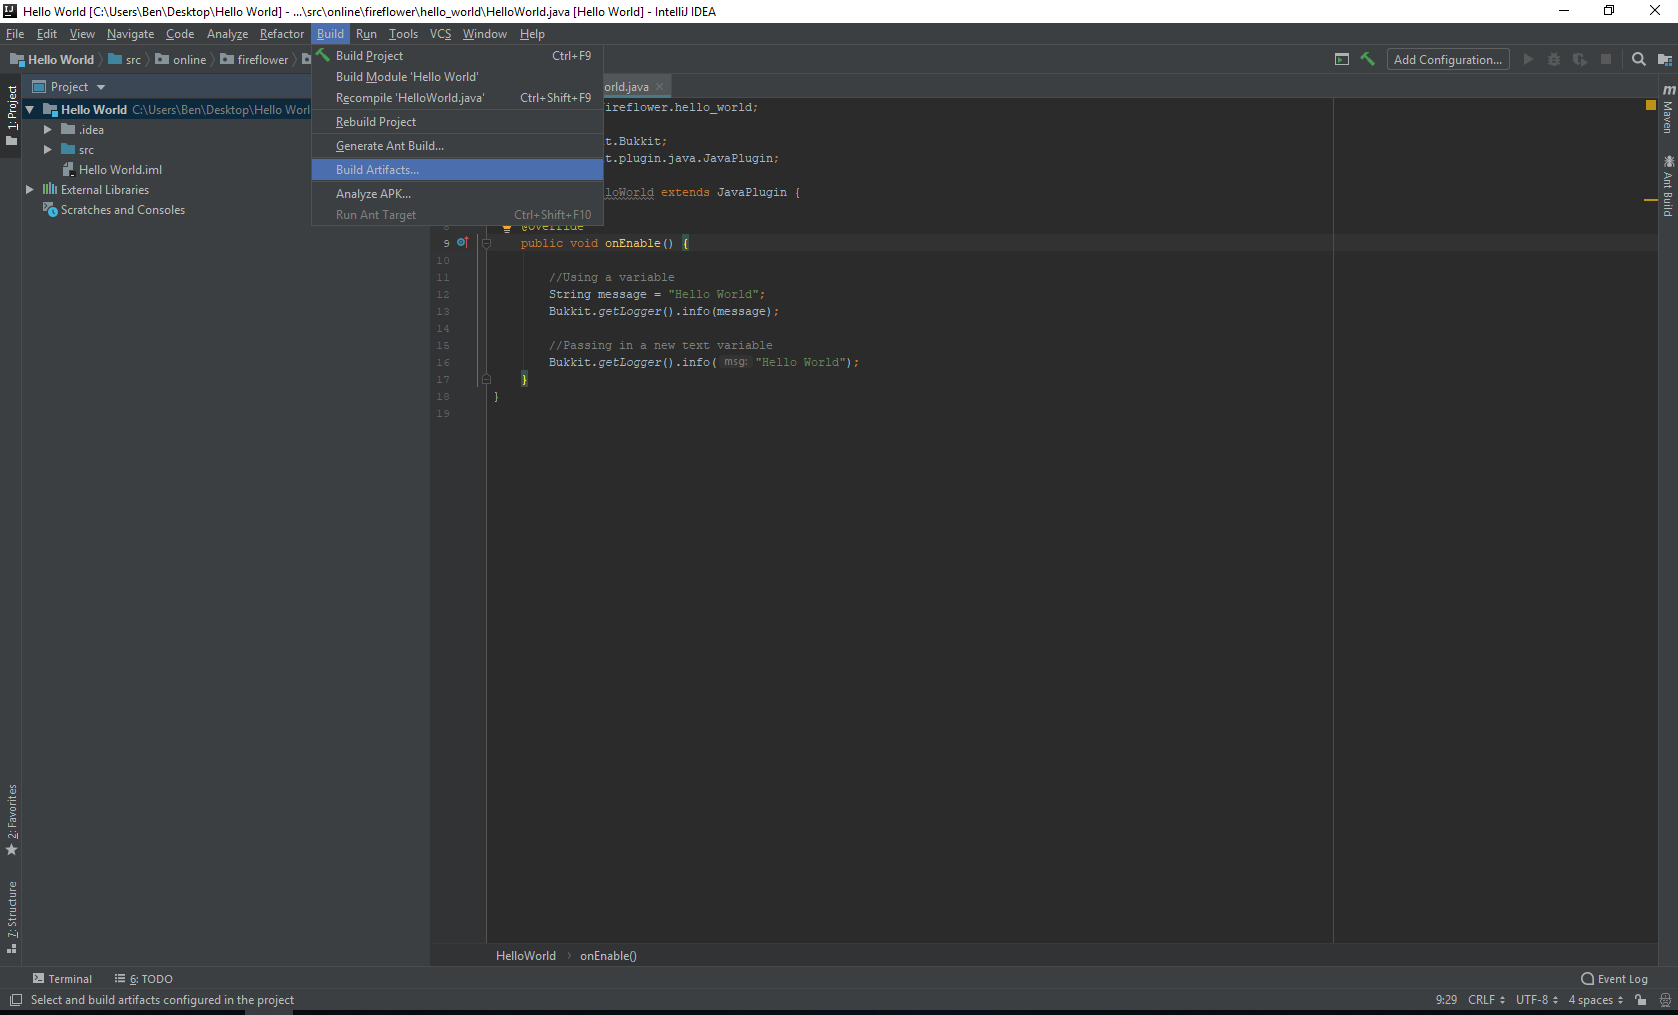 Hello World [C:\Users\Ben\Desktop\Hello World] - ...\src\online\fireflower\hello_world\HelloWorld.java [Hello World] - IntelliJ IDEA
File Edit View Navigate Code Analyze Refactor Build Run Tools VCS Window Help
Hello World src online fireflower
Add Configuration...
Project
1: Project
Hello World C:\Users\Ben\Desktop\Hello Worl
.idea
src
Hello World.iml
External Libraries
Scratches and Consoles
Build Project Ctrl+F9
Build Module 'Hello World'
Recompile 'HelloWorld.java' Ctrl+Shift+F9
Rebuild Project
Generate Ant Build...
Build Artifacts...
Analyze APK...
Run Ant Target Ctrl+Shift+F10
orld.java
ireflower.hello_world;
t.Bukkit;
t.plugin.java.JavaPlugin;
loWorld extends JavaPlugin {
8 @Override
9 public void onEnable() {
10
11 //Using a variable
12 String message = "Hello World";
13 Bukkit.getLogger().info(message);
14
15 //Passing in a new text variable
16 Bukkit.getLogger().info( msg: "Hello World");
17 }
18 }
19
Maven
Ant Build
2: Favorites
7: Structure
HelloWorld onEnable()
Terminal 6: TODO Event Log
Select and build artifacts configured in the project 9:29 CRLF UTF-8 4 spaces